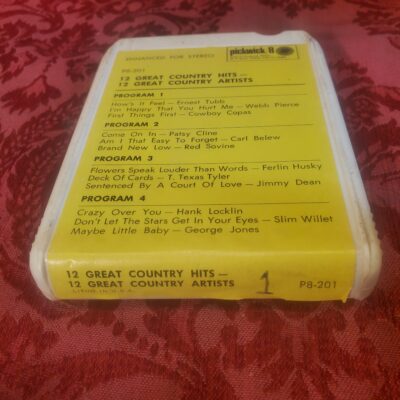 ENHANCED FOR STEREO
pickwick 8
P8-201
12 GREAT COUNTRY HITS —
12 GREAT COUNTRY ARTISTS
PROGRAM 1
How's It Feel — Ernest Tubb
I'm Happy That You Hurt Me — Webb Pierce
First Things First — Cowboy Copas
PROGRAM 2
Come On In — Patsy Cline
Am I That Easy To Forget — Carl Belew
Brand New Low — Red Sovine
PROGRAM 3
Flowers Speak Louder Than Words — Ferlin Husky
Deck Of Cards — T. Texas Tyler
Sentenced By A Court Of Love — Jimmy Dean
PROGRAM 4
Crazy Over You — Hank Locklin
Don't Let The Stars Get In Your Eyes — Slim Willet
Maybe Little Baby — George Jones
12 GREAT COUNTRY HITS —
12 GREAT COUNTRY ARTISTS
1
P8-201
LITHO IN U.S.A.